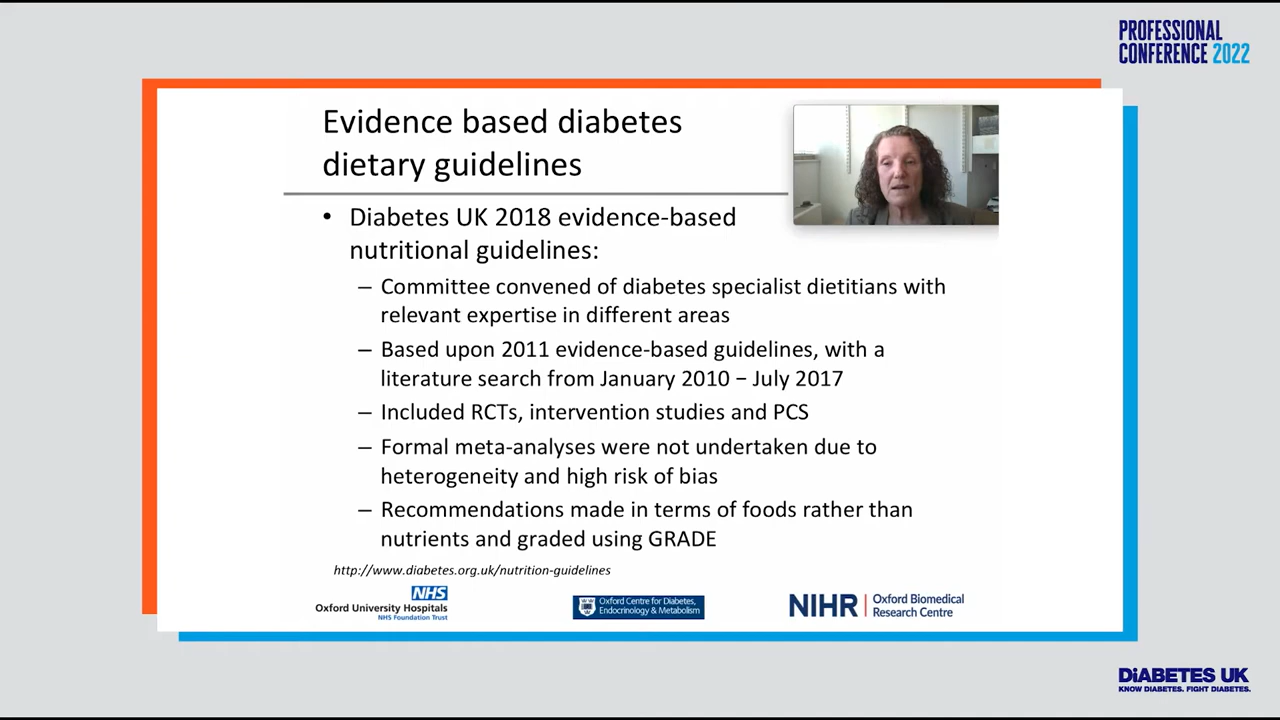 PROFESSIONAL
CONFERENCE 2022
Evidence based diabetes
dietary guidelines
• Diabetes UK 2018 evidence-based
nutritional guidelines:
– Committee convened of diabetes specialist dietitians with
relevant expertise in different areas
– Based upon 2011 evidence-based guidelines, with a
literature search from January 2010 – July 2017
– Included RCTs, intervention studies and PCS
– Formal meta-analyses were not undertaken due to
heterogeneity and high risk of bias
– Recommendations made in terms of foods rather than
nutrients and graded using GRADE
http://www.diabetes.org.uk/nutrition-guidelines
NHS
Oxford University Hospitals
NHS Foundation Trust
Oxford Centre for Diabetes,
Endocrinology & Metabolism
NIHR | Oxford Biomedical
Research Centre
DiABETES UK
KNOW DIABETES. FIGHT DIABETES.